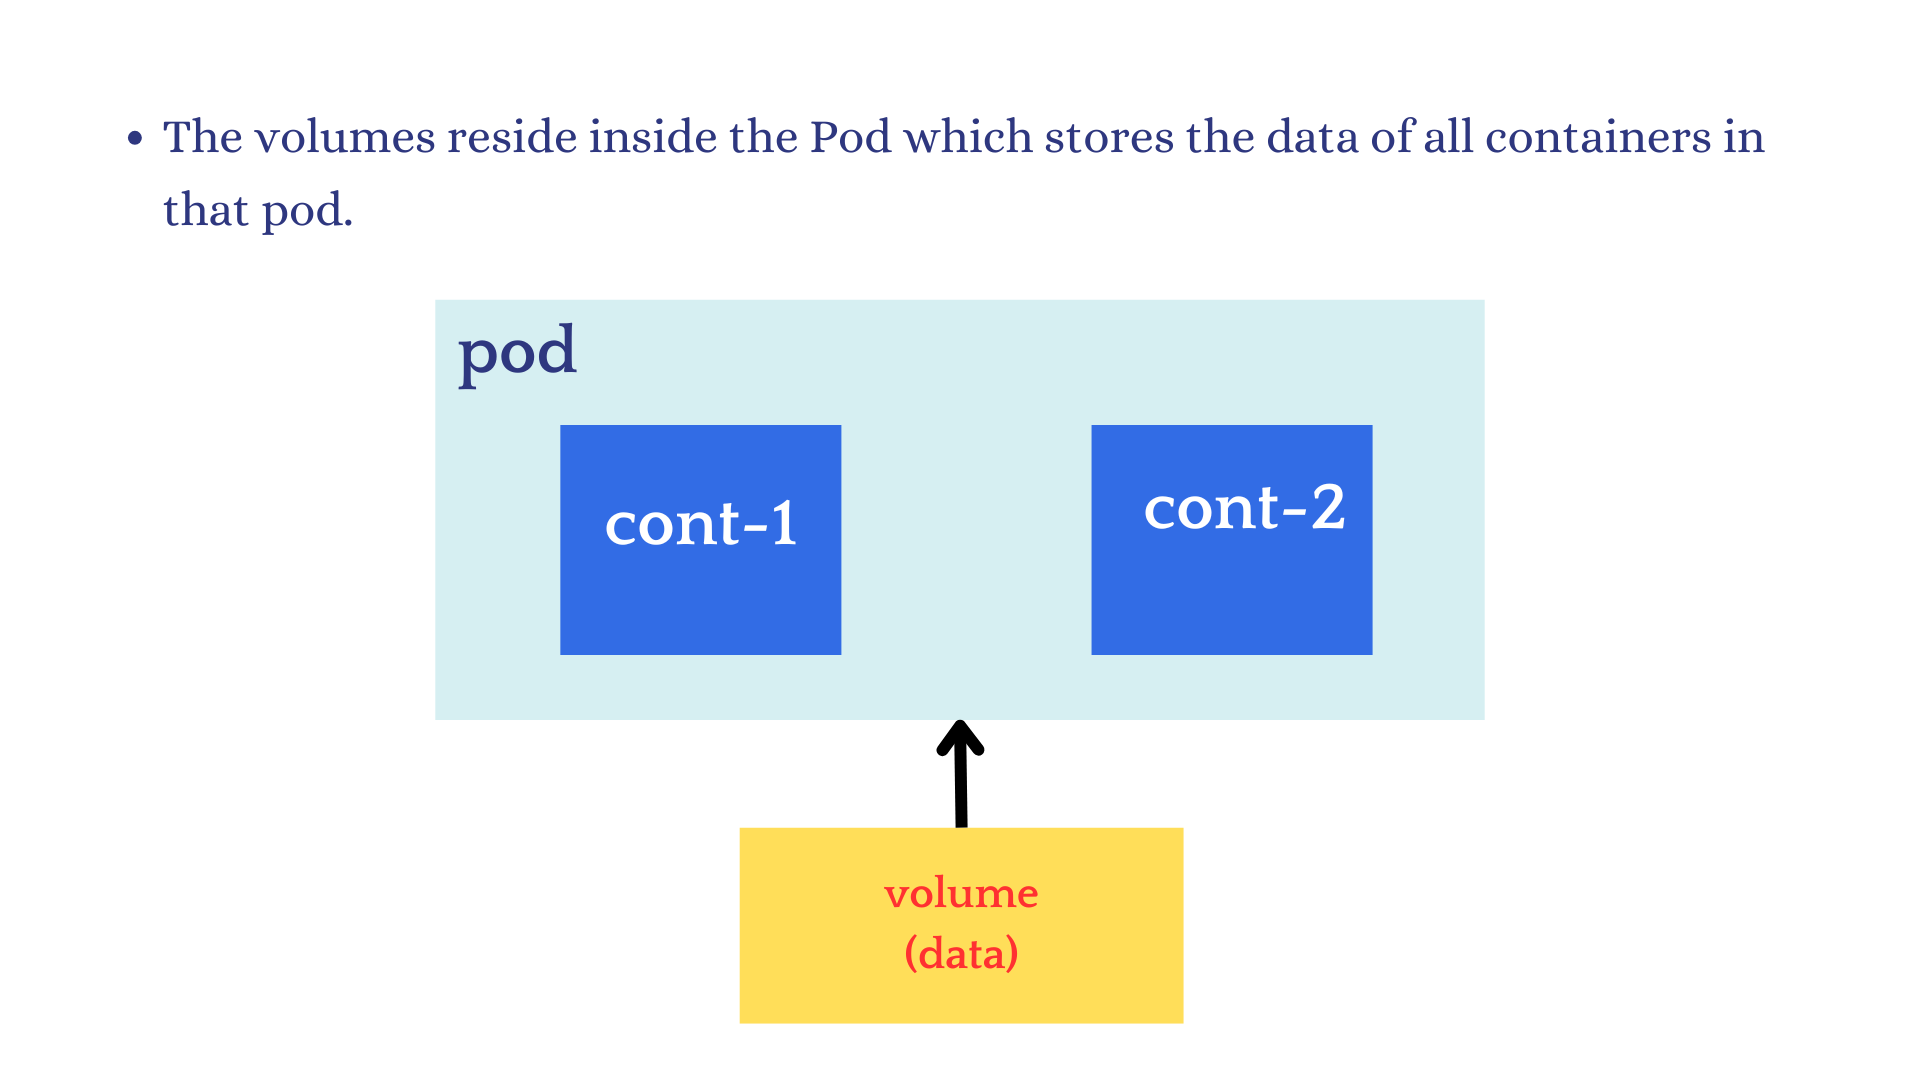 • The volumes reside inside the Pod which stores the data of all containers in
that pod.
pod
cont-1
cont-2
volume
(data)